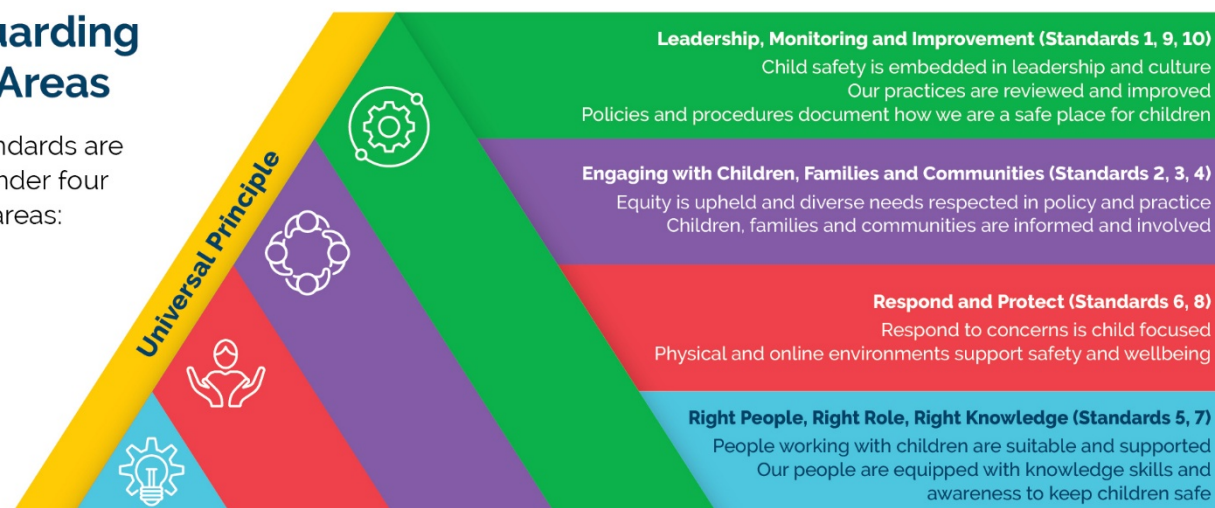 Areas
ndards are
nder four
areas:
Universal Principle
Leadership, Monitoring and Improvement (Standards 1, 9, 10)
Child safety is embedded in leadership and culture
Our practices are reviewed and improved
Policies and procedures document how we are a safe place for children
Engaging with Children, Families and Communities (Standards 2, 3, 4)
Equity is upheld and diverse needs respected in policy and practice
Children, families and communities are informed and involved
Respond and Protect (Standards 6, 8)
Respond to concerns is child focused
Physical and online environments support safety and wellbeing
Right People, Right Role, Right Knowledge (Standards 5, 7)
People working with children are suitable and supported
Our people are equipped with knowledge skills and
awareness to keep children safe